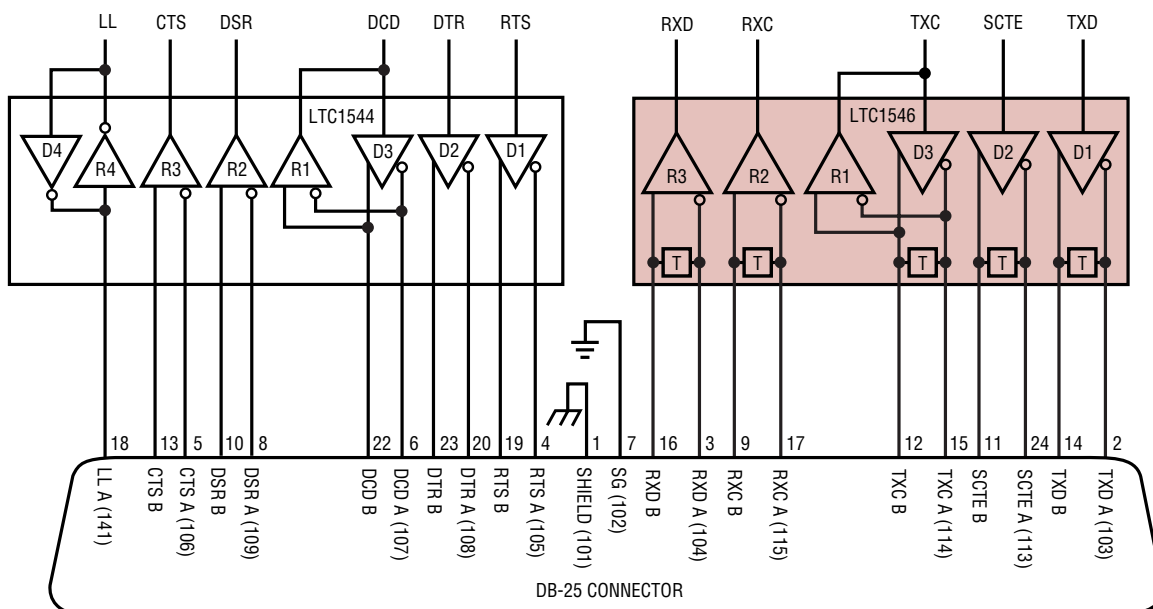 LL CTS DSR DCD DTR RTS RXD RXC TXC SCTE TXD
LTC1544 LTC1546
D4 R4 R3 R2 R1 D3 D2 D1 R3 R2 R1 D3 D2 D1
T T T T T
18 13 5 10 8 22 6 23 20 19 4 1 7 16 3 9 17 12 15 11 24 14 2
LL A (141)
CTS B
CTS A (106)
DSR B
DSR A (109)
DCD B
DCD A (107)
DTR B
DTR A (108)
RTS B
RTS A (105)
SHIELD (101)
SG (102)
RXD B
RXD A (104)
RXC B
RXC A (115)
TXC B
TXC A (114)
SCTE B
SCTE A (113)
TXD B
TXD A (103)
DB-25 CONNECTOR